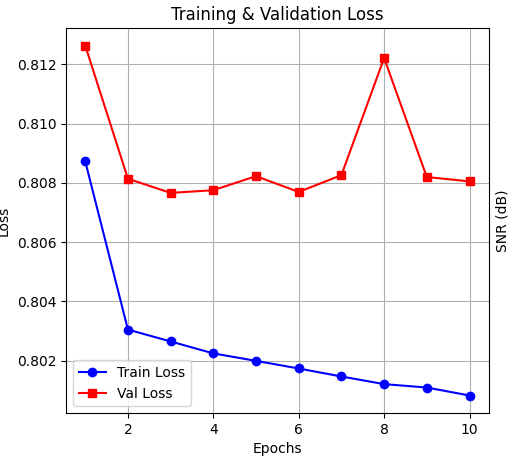 Training & Validation Loss
Loss
0.812
0.810
0.808
0.806
0.804
0.802
Train Loss
Val Loss
2
4
6
8
10
Epochs
SNR (dB)